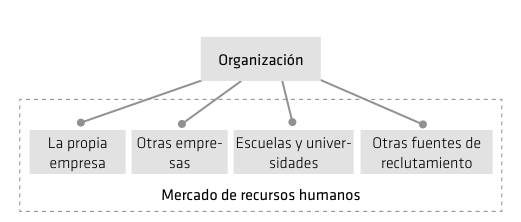 Organización
La propia
empresa
Otras empre-
sas
Escuelas y univer-
sidades
Otras fuentes de
reclutamiento
Mercado de recursos humanos